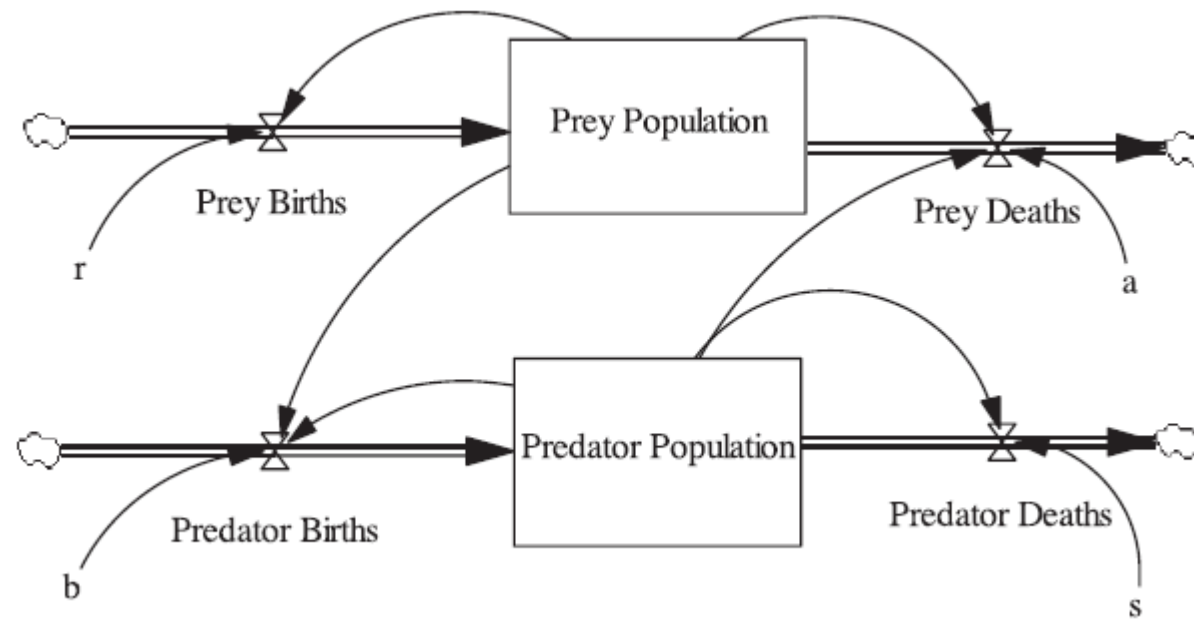 Prey Population
Prey Births
Prey Deaths
r
a
Predator Population
Predator Births
Predator Deaths
b
s